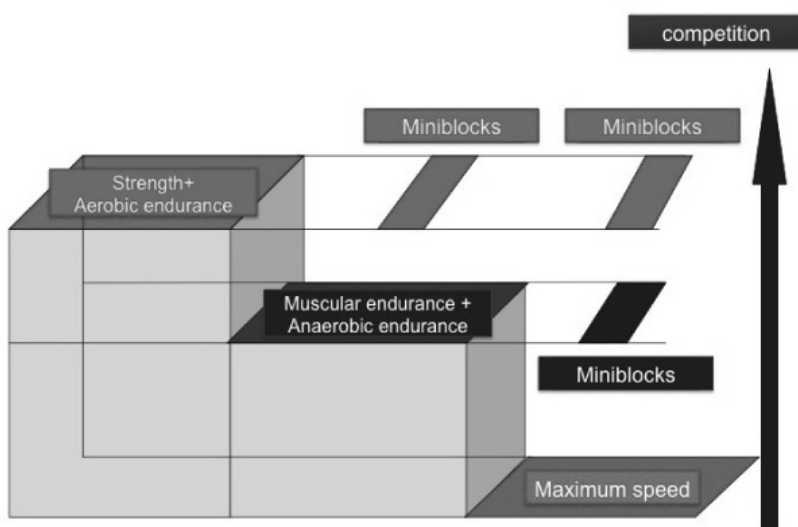 competition
Miniblocks
Miniblocks
Strength+
Aerobic endurance
Muscular endurance +
Anaerobic endurance
Miniblocks
Maximum speed